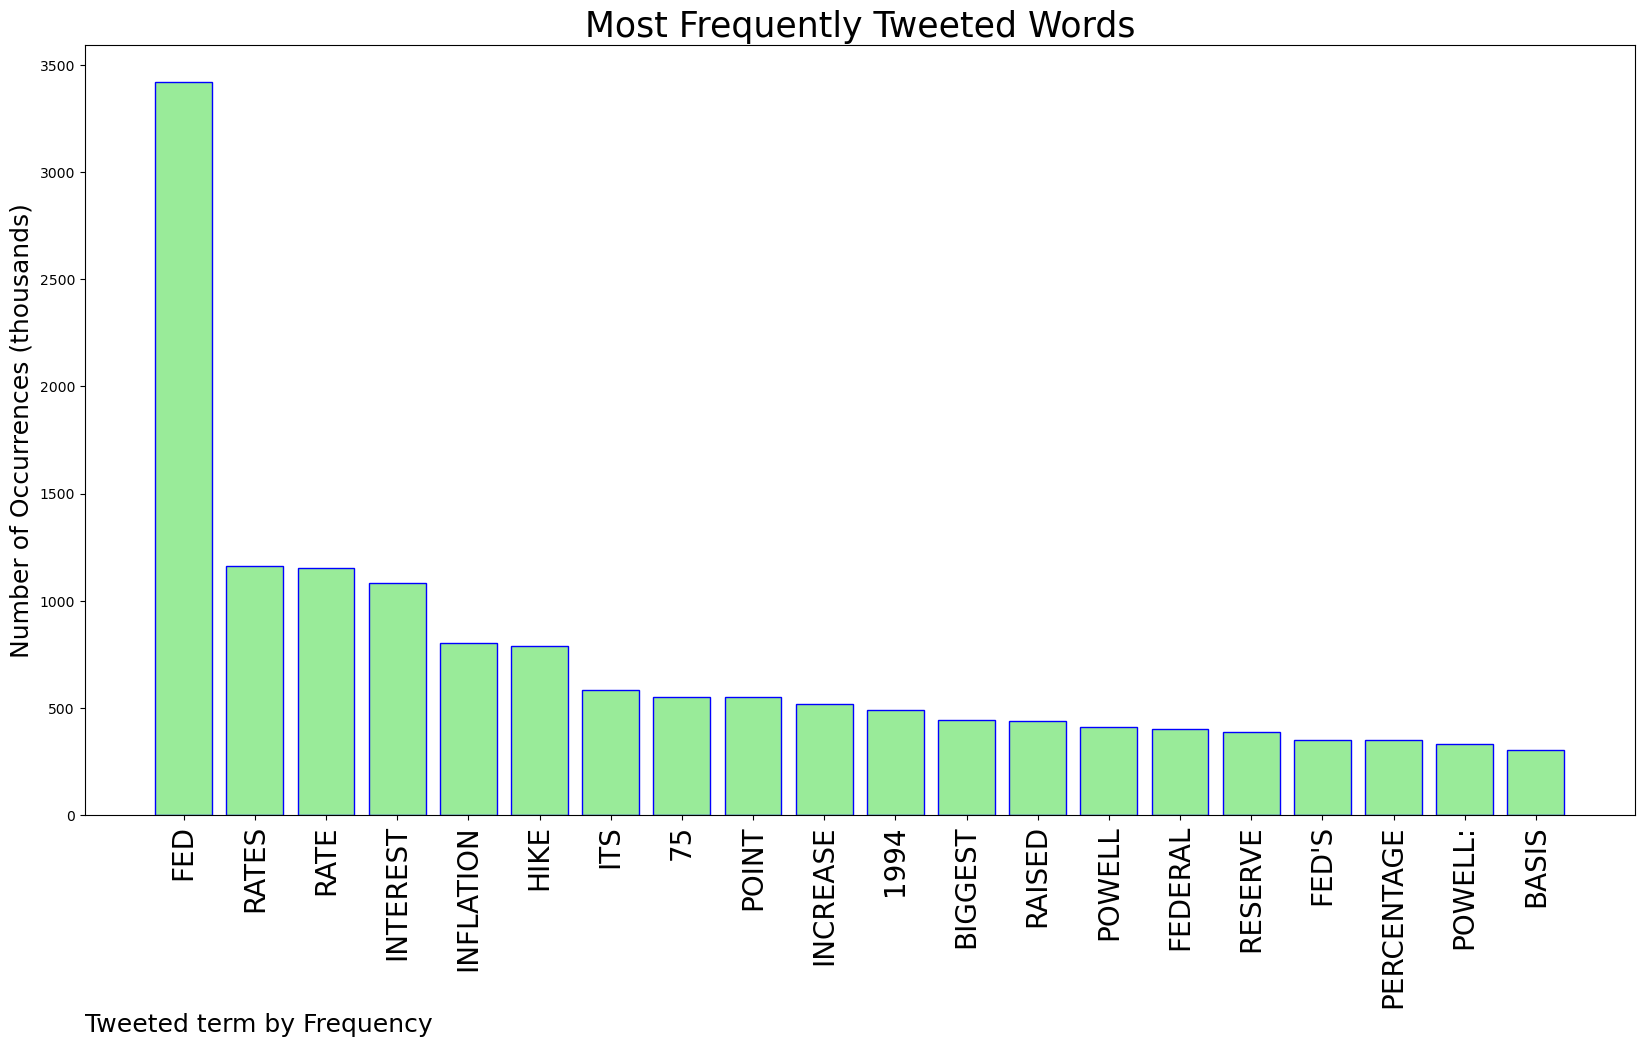 Most Frequently Tweeted Words
Number of Occurrences (thousands)
3500
3000
2500
2000
1500
1000
500
0
FED
RATES
RATE
INTEREST
INFLATION
HIKE
ITS
75
POINT
INCREASE
1994
BIGGEST
RAISED
POWELL
FEDERAL
RESERVE
FED'S
PERCENTAGE
POWELL:
BASIS
Tweeted term by Frequency